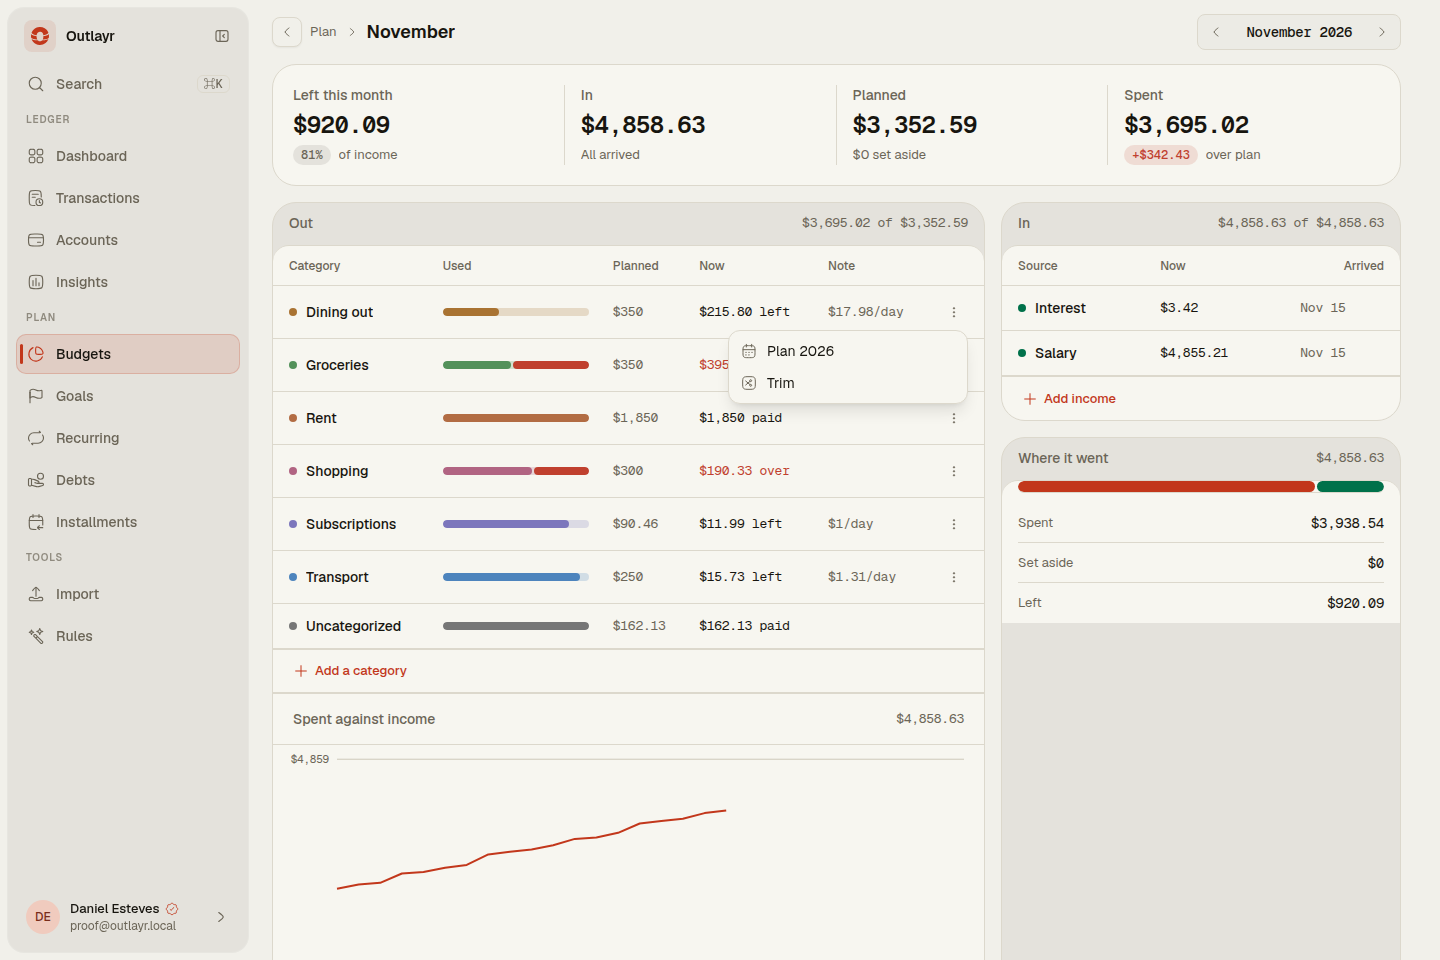 Outlayr
Search
⌘K
LEDGER
Dashboard
Transactions
Accounts
Insights
PLAN
Budgets
Goals
Recurring
Debts
Installments
TOOLS
Import
Rules
DE
Daniel Esteves
proof@outlayr.local
Plan
November
November 2026
Left this month
$920.09
81% of income
In
$4,858.63
All arrived
Planned
$3,352.59
$0 set aside
Spent
$3,695.02
+$342.43 over plan
Out $3,695.02 of $3,352.59
Category Used Planned Now Note
Dining out $350 $215.80 left $17.98/day
Groceries $350 $395
Plan 2026
Trim
Rent $1,850 $1,850 paid
Shopping $300 $190.33 over
Subscriptions $90.46 $11.99 left $1/day
Transport $250 $15.73 left $1.31/day
Uncategorized $162.13 $162.13 paid
Add a category
Spent against income $4,858.63
$4,859
In $4,858.63 of $4,858.63
Source Now Arrived
Interest $3.42 Nov 15
Salary $4,855.21 Nov 15
Add income
Where it went $4,858.63
Spent $3,938.54
Set aside $0
Left $920.09